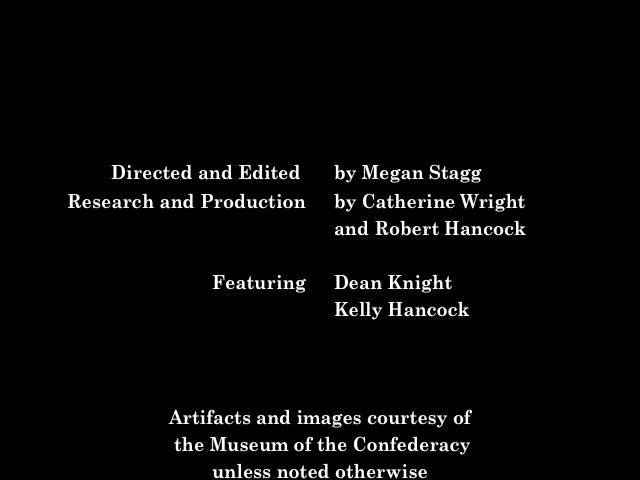 Directed and Edited by Megan Stagg
Research and Production by Catherine Wright
and Robert Hancock
Featuring Dean Knight
Kelly Hancock
Artifacts and images courtesy of
the Museum of the Confederacy
unless noted otherwise